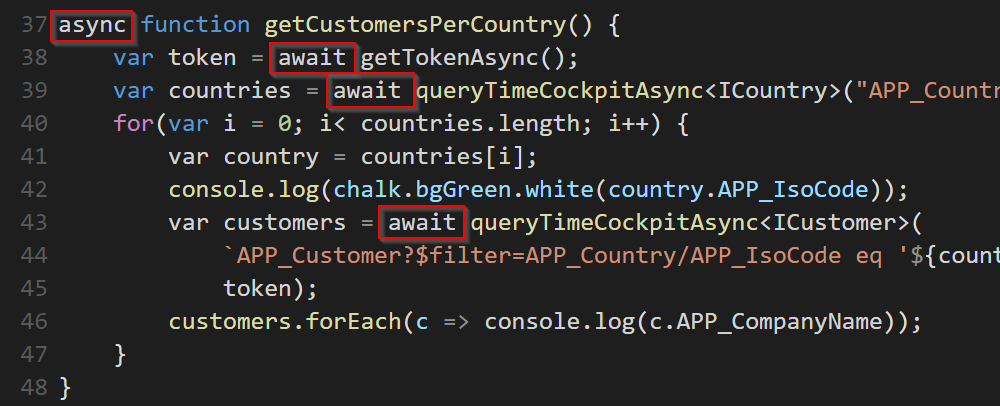 37 async function getCustomersPerCountry() {
38 var token = await getTokenAsync();
39 var countries = await queryTimeCockpitAsync<ICountry>("APP_Countr
40 for(var i = 0; i< countries.length; i++) {
41 var country = countries[i];
42 console.log(chalk.bgGreen.white(country.APP_IsoCode));
43 var customers = await queryTimeCockpitAsync<ICustomer>(
44 `APP_Customer?$filter=APP_Country/APP_IsoCode eq '${count
45 token);
46 customers.forEach(c => console.log(c.APP_CompanyName));
47 }
48 }